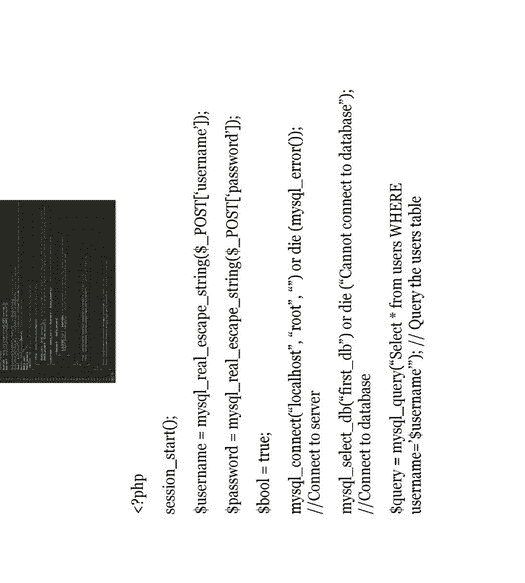 <?php
session_start();
$username = mysql_real_escape_string($_POST['username']);
$password = mysql_real_escape_string($_POST['password']);
$bool = true;
mysql_connect(“localhost”, “root”, “”) or die (mysql_error());
//Connect to server
mysql_select_db(“first_db”) or die (“Cannot connect to database”);
//Connect to database
$query = mysql_query(“Select * from users WHERE
username=’$username’”); // Query the users table